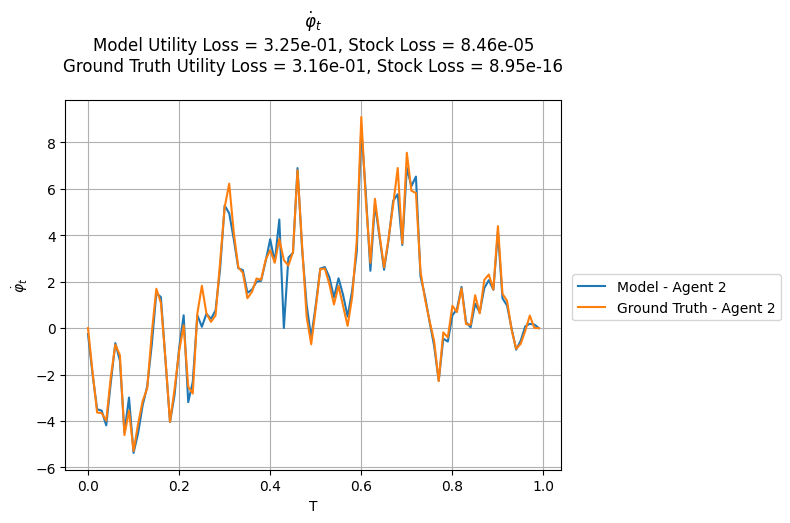 φ̇ₜ
Model Utility Loss = 3.25e-01, Stock Loss = 8.46e-05
Ground Truth Utility Loss = 3.16e-01, Stock Loss = 8.95e-16
φ̇ₜ
8
6
4
2
0
−2
−4
−6
0.0 0.2 0.4 0.6 0.8 1.0
T
Model - Agent 2
Ground Truth - Agent 2